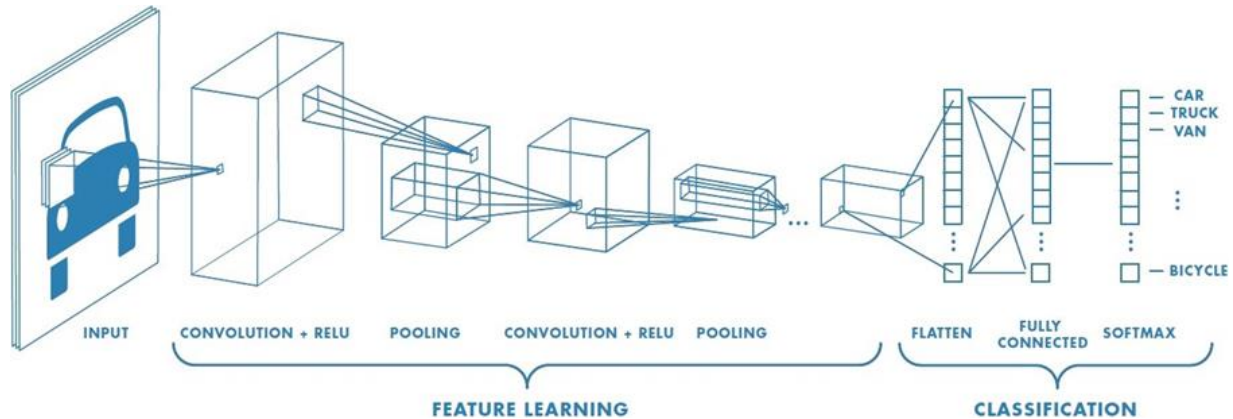 CAR
TRUCK
VAN
BICYCLE
INPUT
CONVOLUTION + RELU
POOLING
CONVOLUTION + RELU
POOLING
FLATTEN
FULLY
CONNECTED
SOFTMAX
FEATURE LEARNING
CLASSIFICATION